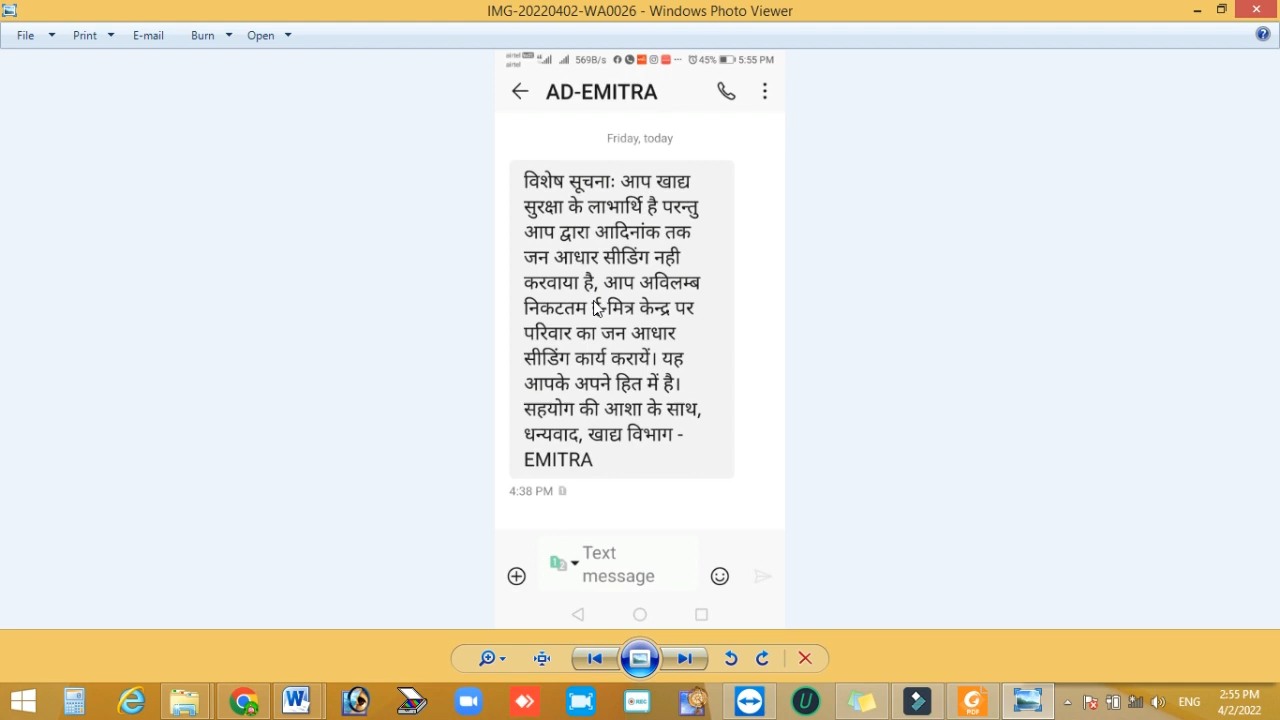 IMG-20220402-WA0026 - Windows Photo Viewer
File Print E-mail Burn Open
airtel
airtel
569B/s 45% 5:55 PM
AD-EMITRA
Friday, today
विशेष सूचनाः आप खाद्य
सुरक्षा के लाभार्थि है परन्तु
आप द्वारा आदिनांक तक
जन आधार सीडिंग नही
करवाया है, आप अविलम्ब
निकटतम ई-मित्र केन्द्र पर
परिवार का जन आधार
सीडिंग कार्य करायें। यह
आपके अपने हित में है।
सहयोग की आशा के साथ,
धन्यवाद, खाद्य विभाग -
EMITRA
4:38 PM
Text
message
ENG
2:55 PM
4/2/2022